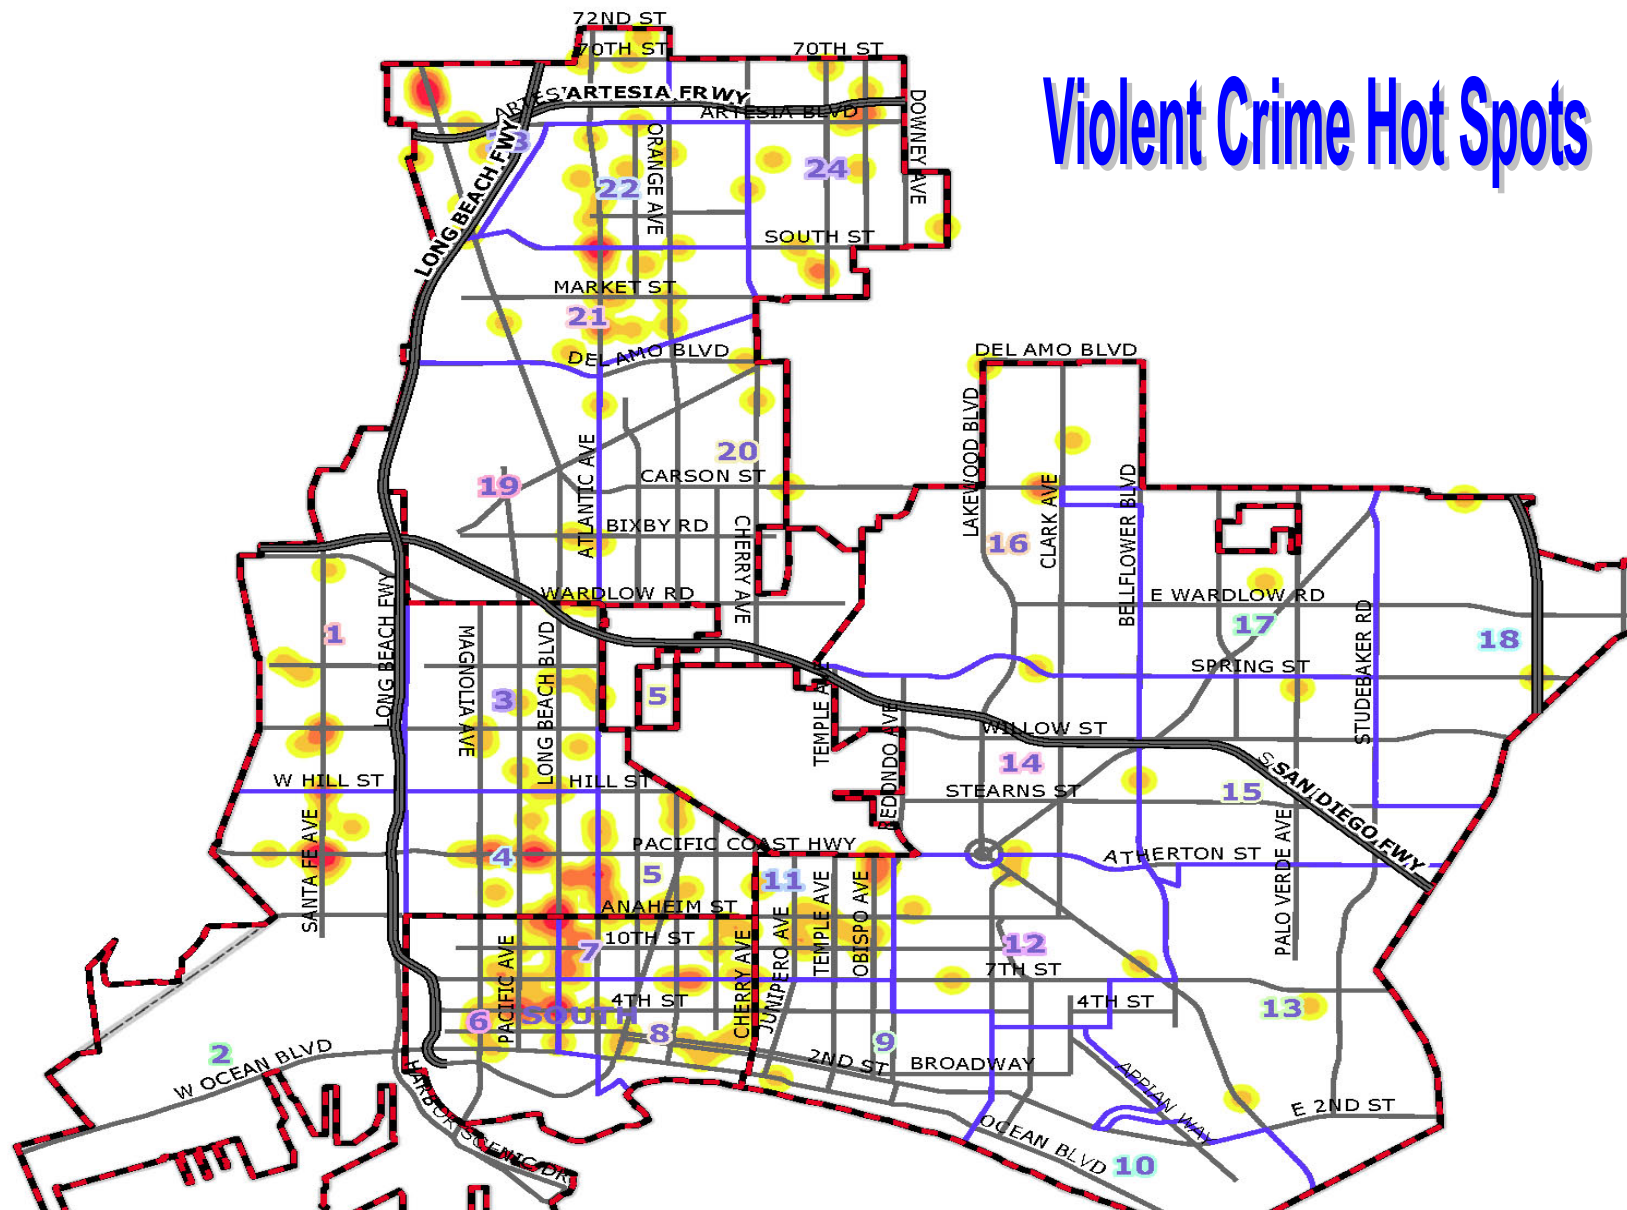 72ND ST
70TH ST
70TH ST
Violent Crime Hot Spots
ARTESIA FRWY
ARTESIA BLVD
DOWNEY AVE
LONG BEACH FWY
ORANGE AVE
24
22
SOUTH ST
MARKET ST
21
DEL AMO BLVD
DEL AMO BLVD
LAKEWOOD BLVD
20
ATLANTIC AVE
CARSON ST
19
CLARK AVE
BELLFLOWER BLVD
BIXBY RD
CHERRY AVE
16
WARDLOW RD
E WARDLOW RD
LONG BEACH FWY
1
MAGNOLIA AVE
LONG BEACH BLVD
17
STUDEBAKER RD
18
SPRING ST
3
5
TEMPLE AVE
REDONDO AVE
WILLOW ST
14
S SAN DIEGO FWY
W HILL ST
HILL ST
STEARNS ST
15
SANTA FE AVE
PACIFIC COAST HWY
4
ATHERTON ST
PALO VERDE AVE
5
11
TEMPLE AVE
OBISPO AVE
JUNIPERO AVE
ANAHEIM ST
7
10TH ST
12
PACIFIC AVE
CHERRY AVE
7TH ST
4TH ST
4TH ST
13
6
SOUTH
8
9
2
W OCEAN BLVD
2ND ST
BROADWAY
APPIAN WAY
HARBOR SCENIC DR
E 2ND ST
OCEAN BLVD
10